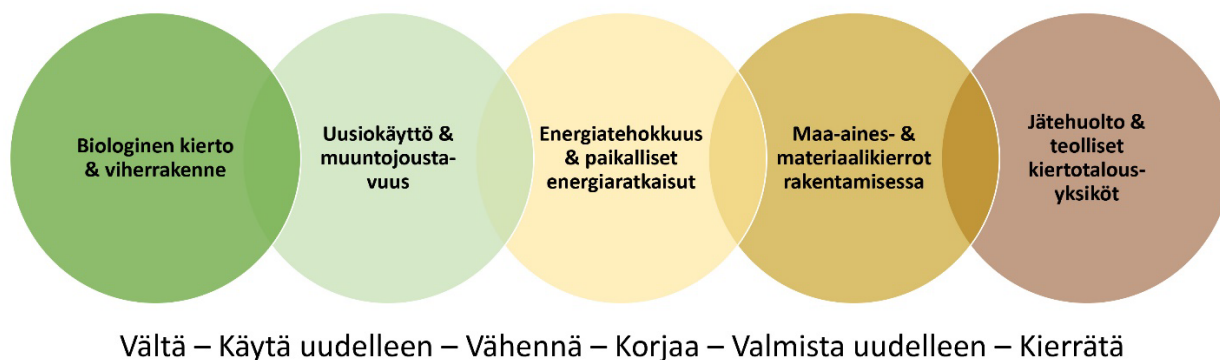 Biologinen kierto
& viherrakenne
Uusiokäyttö &
muuntojousta-
vuus
Energiatehokkuus
& paikalliset
energiaratkaisut
Maa-aines- &
materiaalikierrot
rakentamisessa
Jätehuolto &
teolliset
kiertotalous-
yksiköt
Vältä – Käytä uudelleen – Vähennä – Korjaa – Valmista uudelleen – Kierrätä